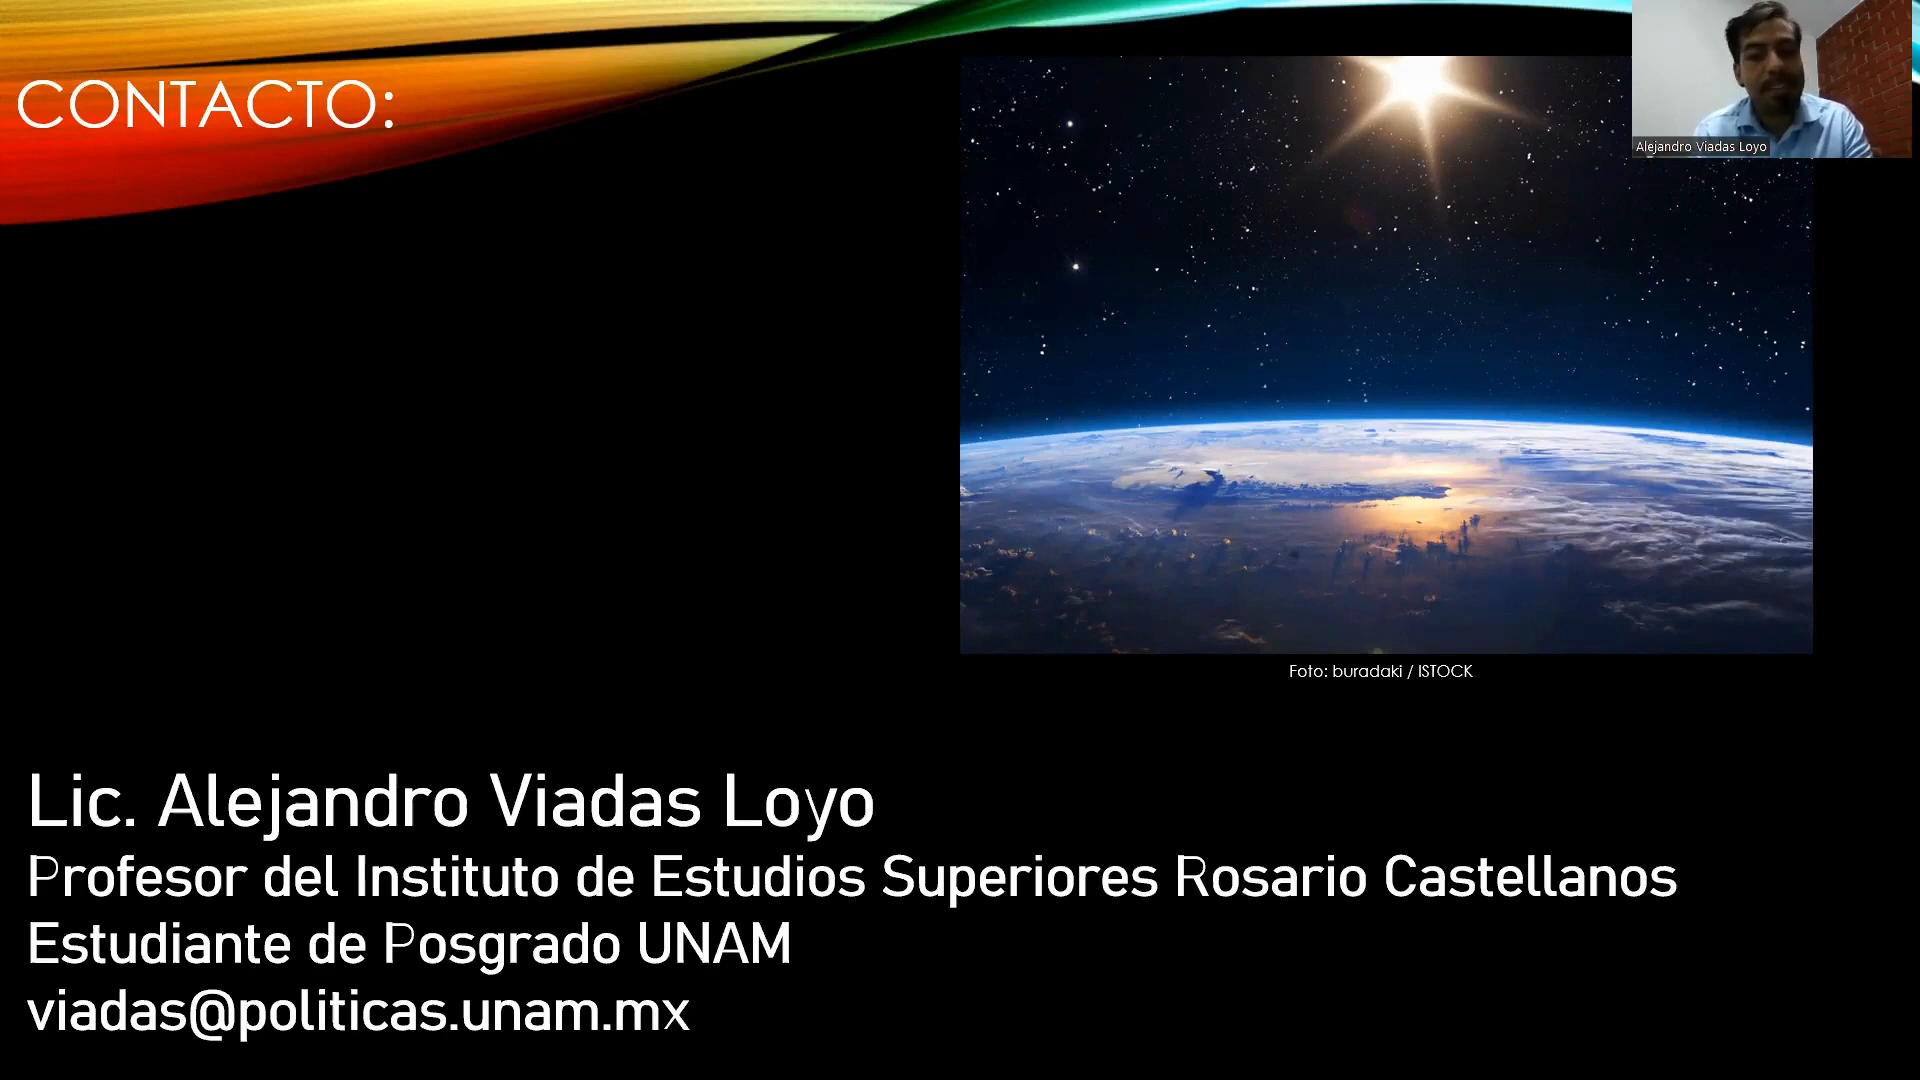 CONTACTO:
Alejandro Viadas Loyo
Foto: buradaki / ISTOCK
Lic. Alejandro Viadas Loyo
Profesor del Instituto de Estudios Superiores Rosario Castellanos
Estudiante de Posgrado UNAM
viadas@politicas.unam.mx